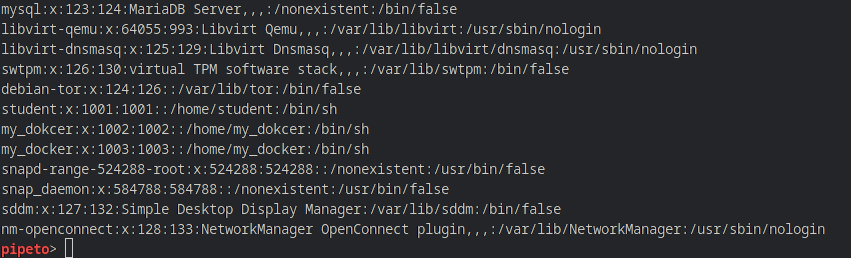 mysql:x:123:124:MariaDB Server,,,:/nonexistent:/bin/false
libvirt-qemu:x:64055:993:Libvirt Qemu,,,:/var/lib/libvirt:/usr/sbin/nologin
libvirt-dnsmasq:x:125:129:Libvirt Dnsmasq,,,:/var/lib/libvirt/dnsmasq:/usr/sbin/nologin
swtpm:x:126:130:virtual TPM software stack,,,:/var/lib/swtpm:/bin/false
debian-tor:x:124:126::/var/lib/tor:/bin/false
student:x:1001:1001::/home/student:/bin/sh
my_dokcer:x:1002:1002::/home/my_dokcer:/bin/sh
my_docker:x:1003:1003::/home/my_docker:/bin/sh
snapd-range-524288-root:x:524288:524288::/nonexistent:/usr/bin/false
snap_daemon:x:584788:584788::/nonexistent:/usr/bin/false
sddm:x:127:132:Simple Desktop Display Manager:/var/lib/sddm:/bin/false
nm-openconnect:x:128:133:NetworkManager OpenConnect plugin,,,:/var/lib/NetworkManager:/usr/sbin/nologin
pipeto>